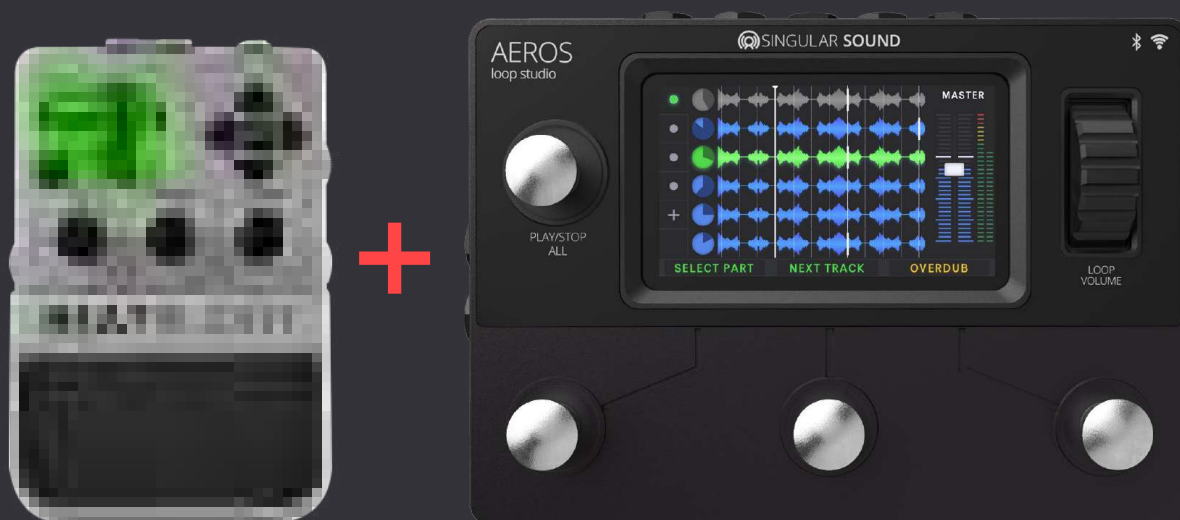 SINGULAR SOUND
AEROS
loop studio
MASTER
PLAY/STOP
ALL
SELECT PART
NEXT TRACK
OVERDUB
LOOP
VOLUME